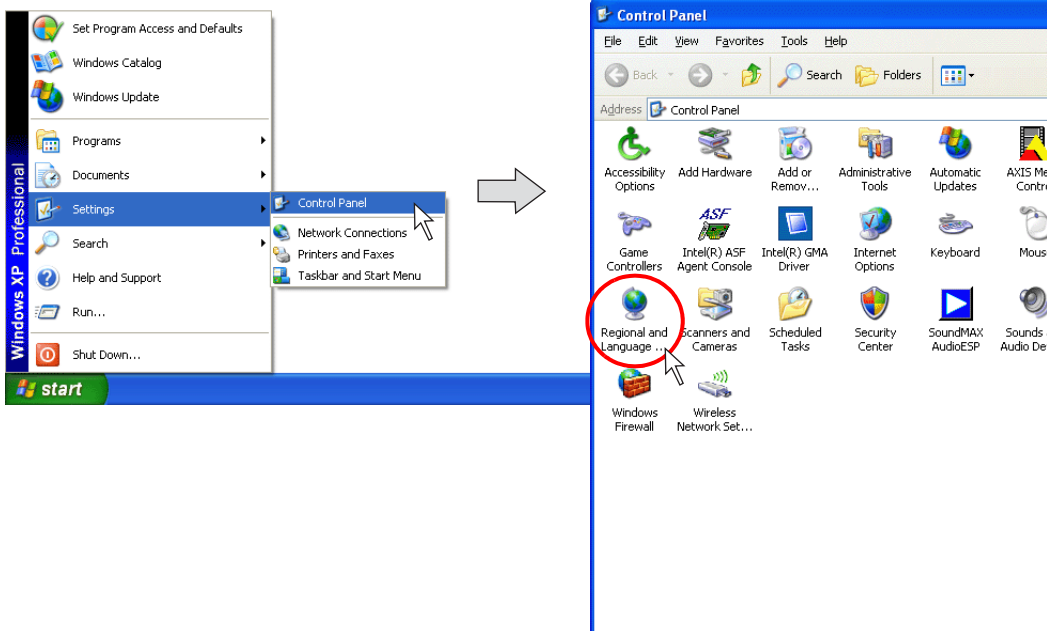 Set Program Access and Defaults
Windows Catalog
Windows Update
Programs
Documents
Settings
Search
Help and Support
Run...
Shut Down...
Windows XP Professional
start
Control Panel
Network Connections
Printers and Faxes
Taskbar and Start Menu
Control Panel
File Edit View Favorites Tools Help
Back Search Folders
Address Control Panel
Accessibility Options
Add Hardware
Add or Remov...
Administrative Tools
Automatic Updates
AXIS Me
Contro
Game Controllers
Intel(R) ASF Agent Console
ASF
Intel(R) GMA Driver
Internet Options
Keyboard
Mous
Regional and Language ...
Scanners and Cameras
Scheduled Tasks
Security Center
SoundMAX AudioESP
Sounds
Audio De
Windows Firewall
Wireless Network Set...